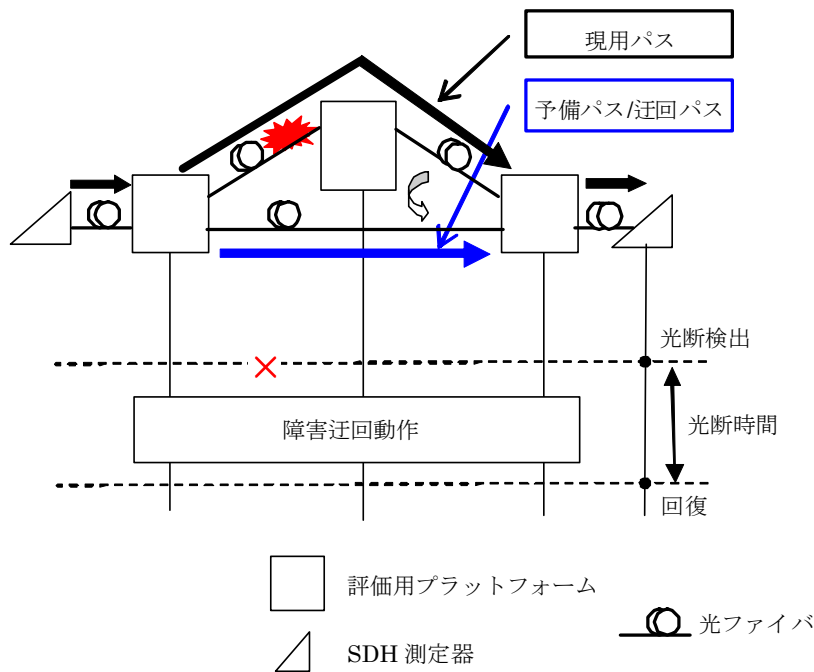 現用パス
予備パス/迂回パス
光断検出
障害迂回動作
光断時間
回復
評価用プラットフォーム
光ファイバ
SDH 測定器